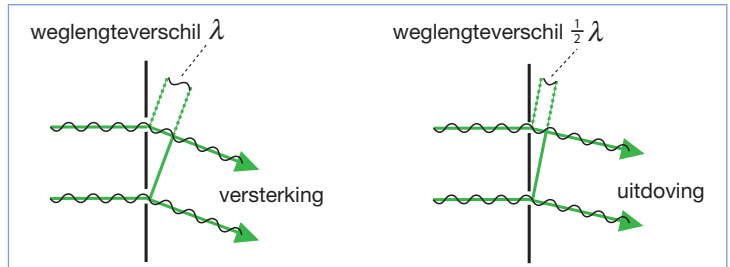 weglengteverschil λ
weglengteverschil ½ λ
versterking
uitdoving